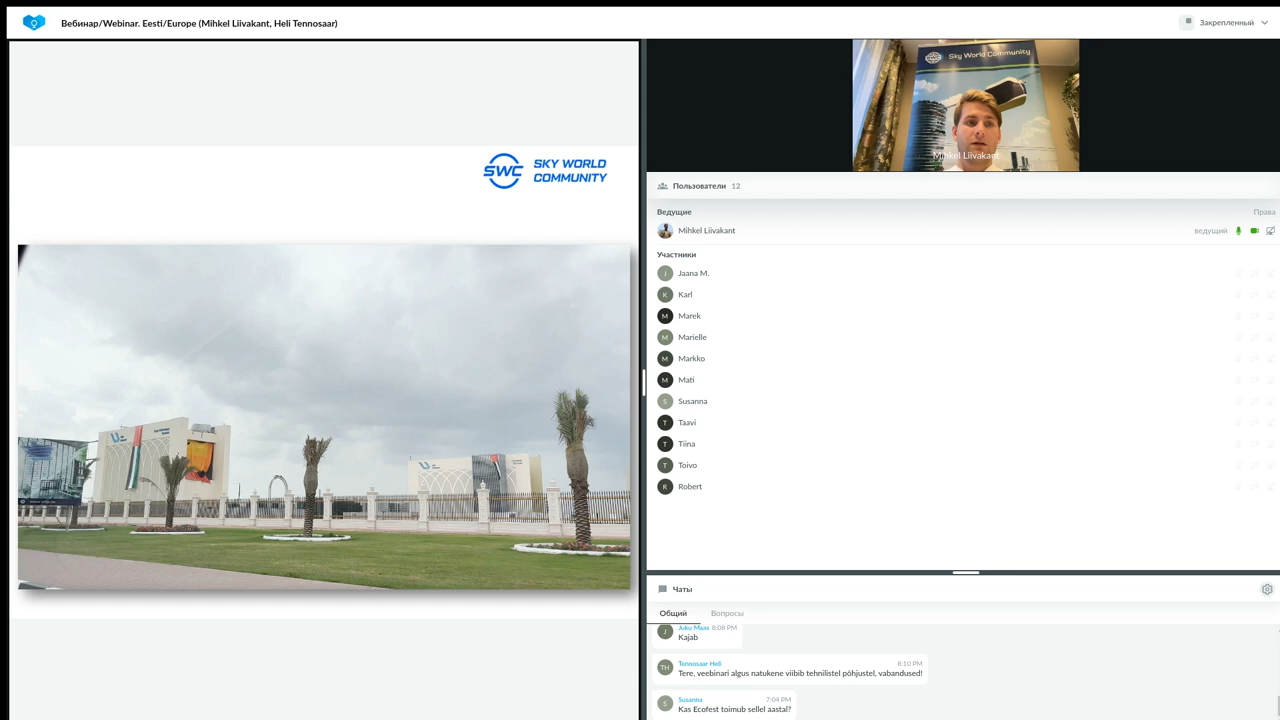 Вебинар/Webinar. Eesti/Europe (Mihkel Liivakant, Heli Tennosaar)
Закрепленный
SWC SKY WORLD
COMMUNITY
Sky World Community
Mihkel Liivakant
Пользователи 12
Ведущие Права
Mihkel Liivakant ведущий
Участники
J Jaana M.
K Karl
M Marek
M Marielle
M Markko
M Mati
S Susanna
T Taavi
T Tiina
T Toivo
R Robert
Чаты
Общий Вопросы
J Juku Maas 8:08 PM
Kajab
TH Tennosaar Heli 8:10 PM
Tere, veebinari algus natukene viibib tehnilistel põhjustel, vabandused!
S Susanna 7:04 PM
Kas Ecofest toimub sellel aastal?